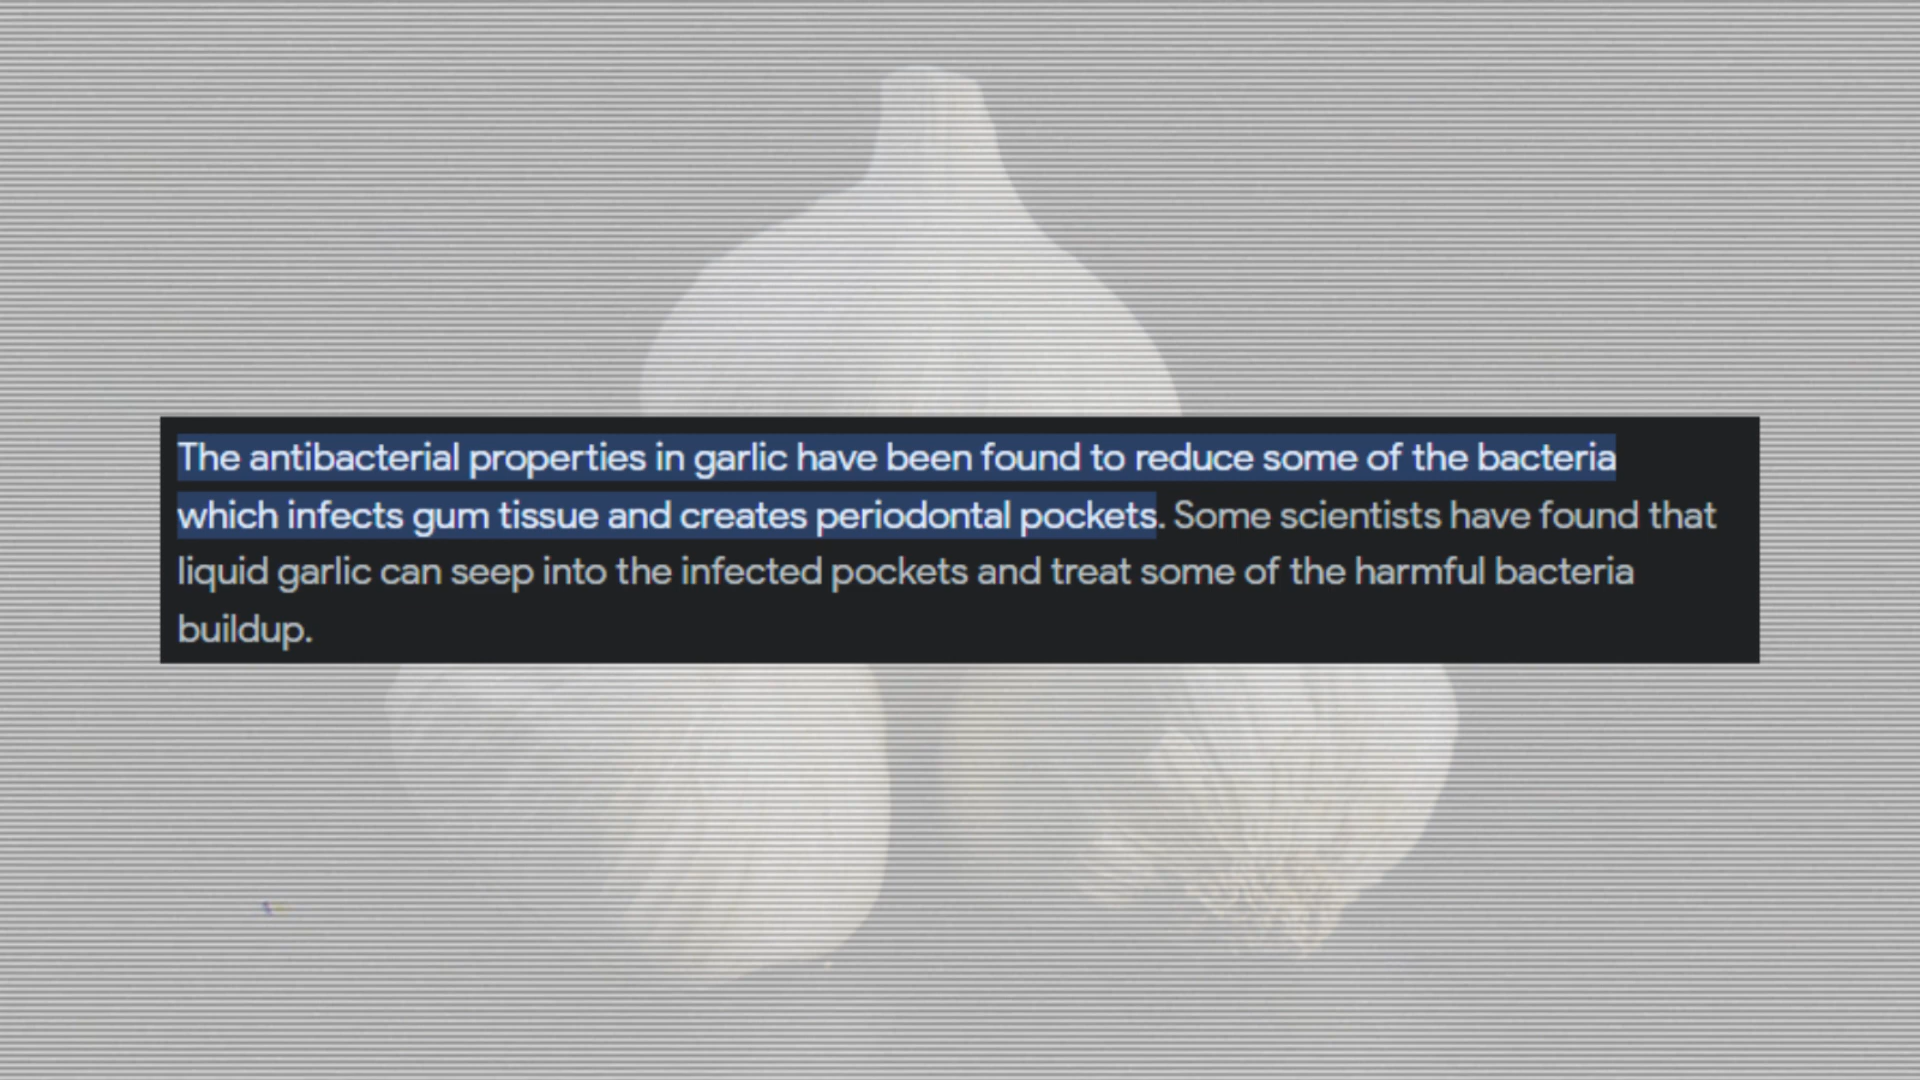 The antibacterial properties in garlic have been found to reduce some of the bacteria
which infects gum tissue and creates periodontal pockets. Some scientists have found that
liquid garlic can seep into the infected pockets and treat some of the harmful bacteria
buildup.